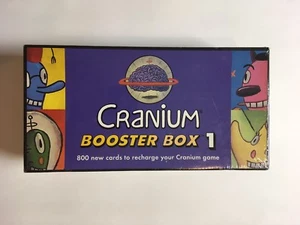 CRANIUM
BOOSTER BOX 1
800 new cards to recharge your Cranium game